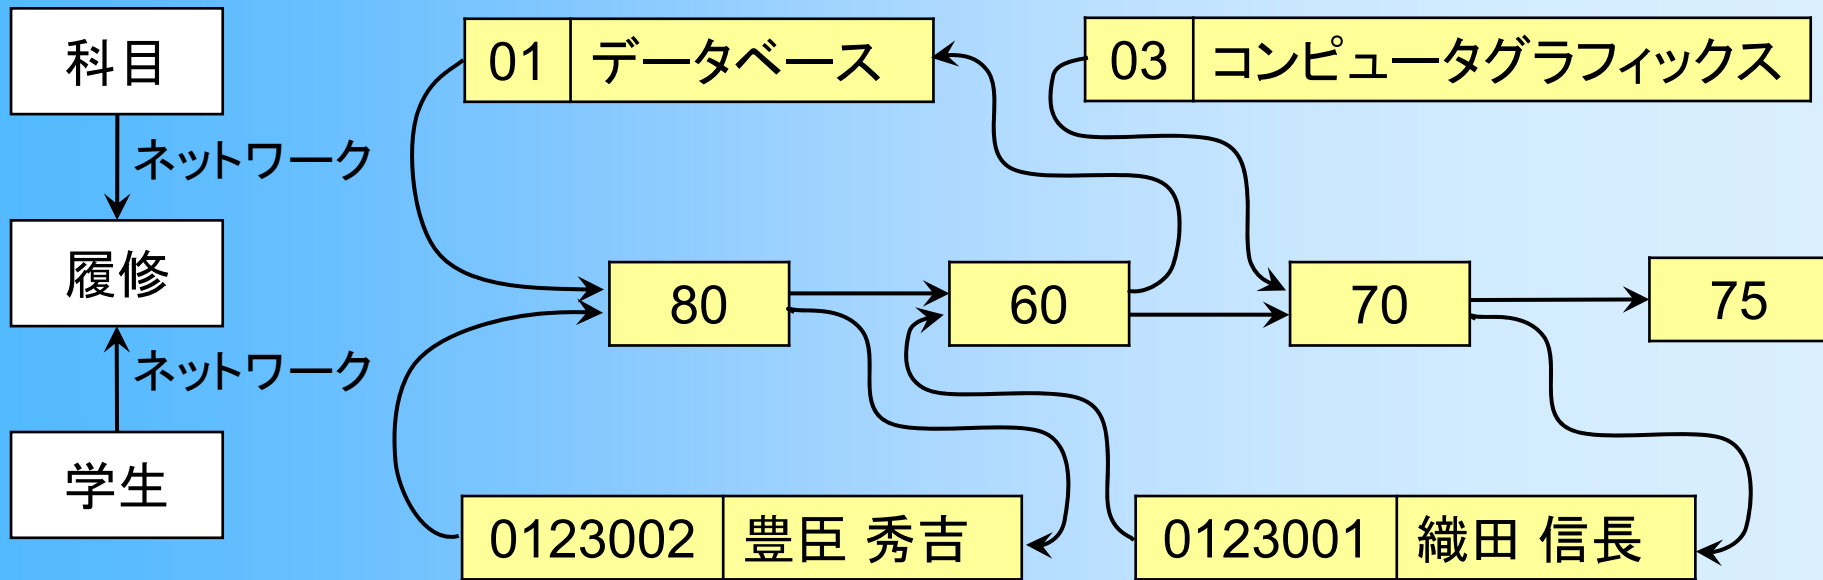 科目
01 データベース
03 コンピュータグラフィックス
ネットワーク
履修
80
60
70
75
ネットワーク
学生
0123002 豊臣 秀吉
0123001 織田 信長